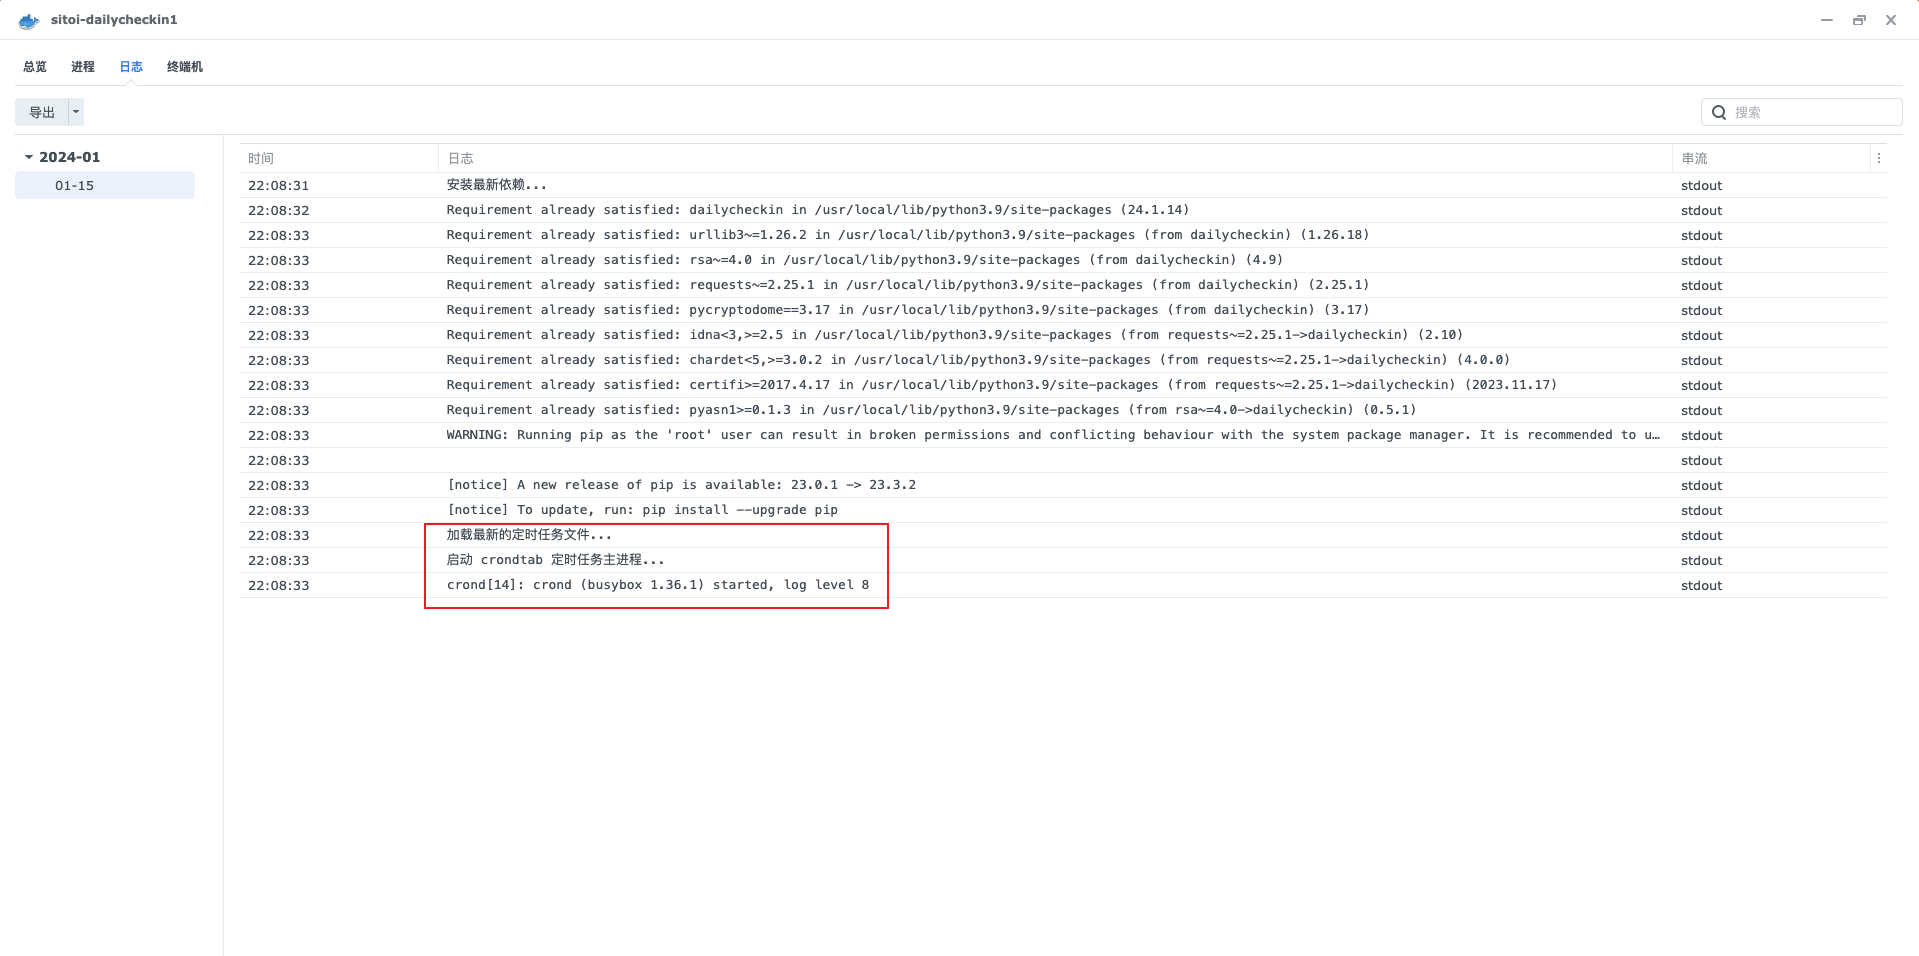 sitoi-dailycheckin1
总览 进程 日志 终端机
导出
搜索
2024-01
01-15
时间 日志 串流
22:08:31 安装最新依赖... stdout
22:08:32 Requirement already satisfied: dailycheckin in /usr/local/lib/python3.9/site-packages (24.1.14) stdout
22:08:33 Requirement already satisfied: urllib3~=1.26.2 in /usr/local/lib/python3.9/site-packages (from dailycheckin) (1.26.18) stdout
22:08:33 Requirement already satisfied: rsa~=4.0 in /usr/local/lib/python3.9/site-packages (from dailycheckin) (4.9) stdout
22:08:33 Requirement already satisfied: requests~=2.25.1 in /usr/local/lib/python3.9/site-packages (from dailycheckin) (2.25.1) stdout
22:08:33 Requirement already satisfied: pycryptodome==3.17 in /usr/local/lib/python3.9/site-packages (from dailycheckin) (3.17) stdout
22:08:33 Requirement already satisfied: idna<3,>=2.5 in /usr/local/lib/python3.9/site-packages (from requests~=2.25.1->dailycheckin) (2.10) stdout
22:08:33 Requirement already satisfied: chardet<5,>=3.0.2 in /usr/local/lib/python3.9/site-packages (from requests~=2.25.1->dailycheckin) (4.0.0) stdout
22:08:33 Requirement already satisfied: certifi>=2017.4.17 in /usr/local/lib/python3.9/site-packages (from requests~=2.25.1->dailycheckin) (2023.11.17) stdout
22:08:33 Requirement already satisfied: pyasn1>=0.1.3 in /usr/local/lib/python3.9/site-packages (from rsa~=4.0->dailycheckin) (0.5.1) stdout
22:08:33 WARNING: Running pip as the 'root' user can result in broken permissions and conflicting behaviour with the system package manager. It is recommended to u… stdout
22:08:33 stdout
22:08:33 [notice] A new release of pip is available: 23.0.1 -> 23.3.2 stdout
22:08:33 [notice] To update, run: pip install --upgrade pip stdout
22:08:33 加载最新的定时任务文件... stdout
22:08:33 启动 crondtab 定时任务主进程... stdout
22:08:33 crond[14]: crond (busybox 1.36.1) started, log level 8 stdout